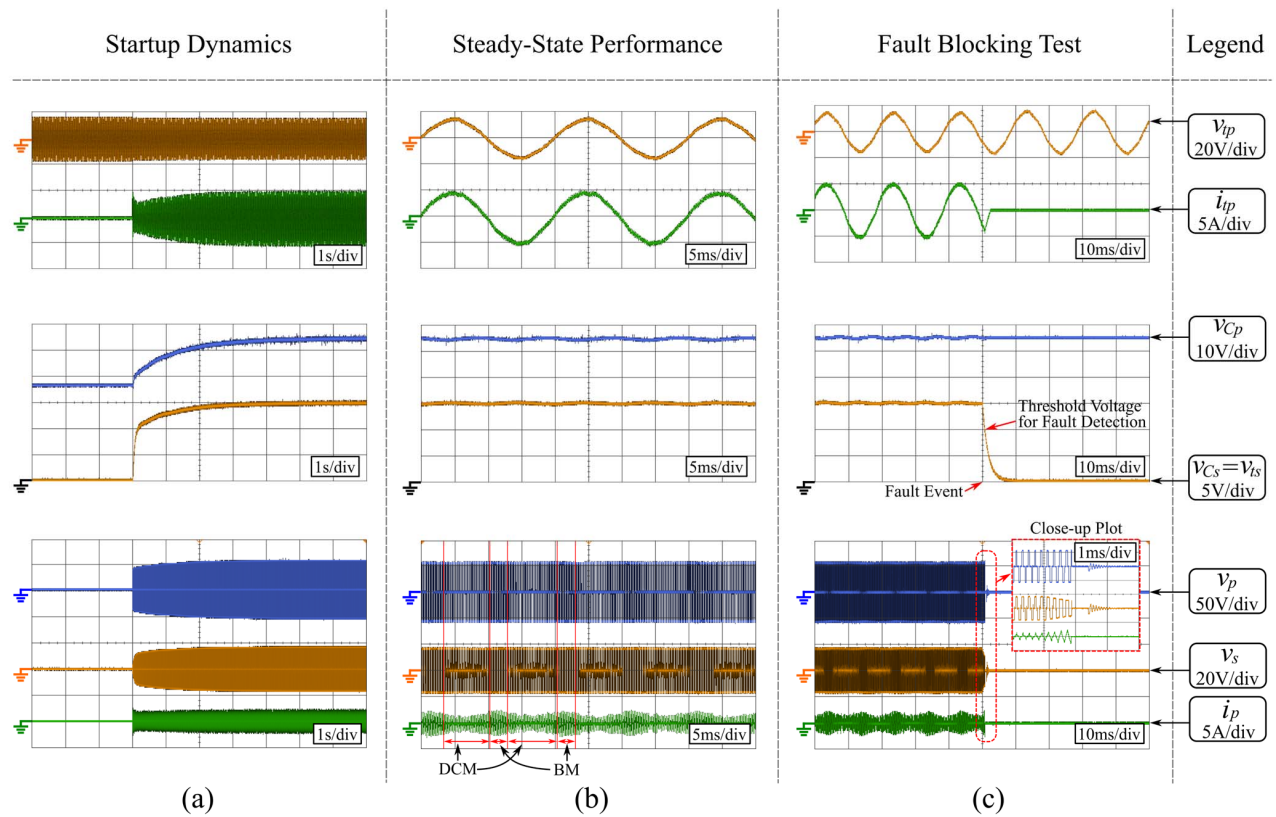 Startup Dynamics
Steady-State Performance
Fault Blocking Test
Legend
1s/div
5ms/div
10ms/div
v_tp
20V/div
i_tp
5A/div
1s/div
5ms/div
Threshold Voltage
for Fault Detection
Fault Event
10ms/div
v_Cp
10V/div
v_Cs=v_ts
5V/div
1s/div
5ms/div
DCM
BM
Close-up Plot
1ms/div
10ms/div
v_p
50V/div
v_s
20V/div
i_p
5A/div
(a)
(b)
(c)